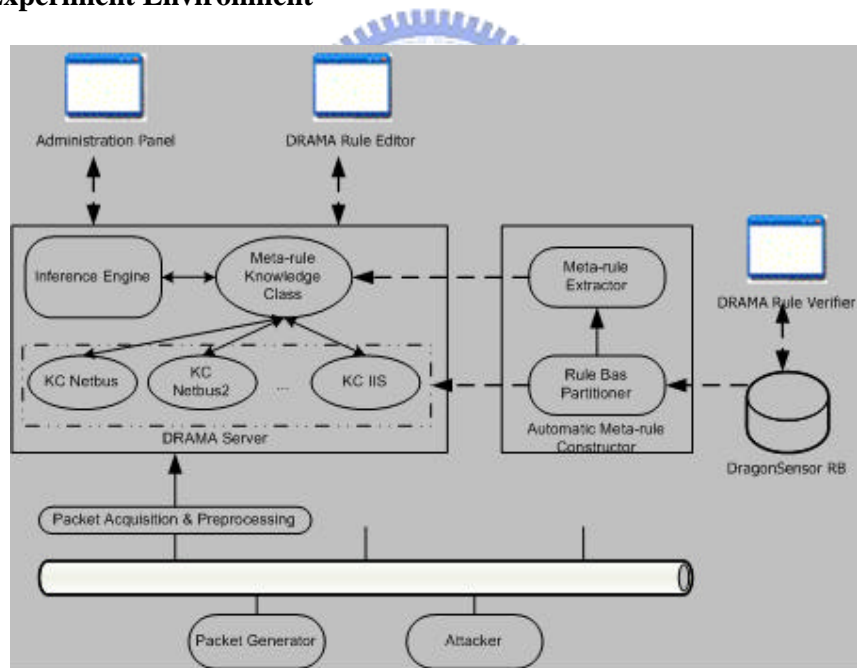 Experiment Environment
Administration Panel
DRAMA Rule Editor
Inference Engine
Meta-rule
Knowledge
Class
Meta-rule
Extractor
DRAMA Rule Verifier
KC Netbus
KC
Netbus2
...
KC IIS
Rule Bas
Partitioner
DRAMA Server
Automatic Meta-rule
Constructor
DragonSensor RB
Packet Acquisition & Preprocessing
Packet Generator
Attacker